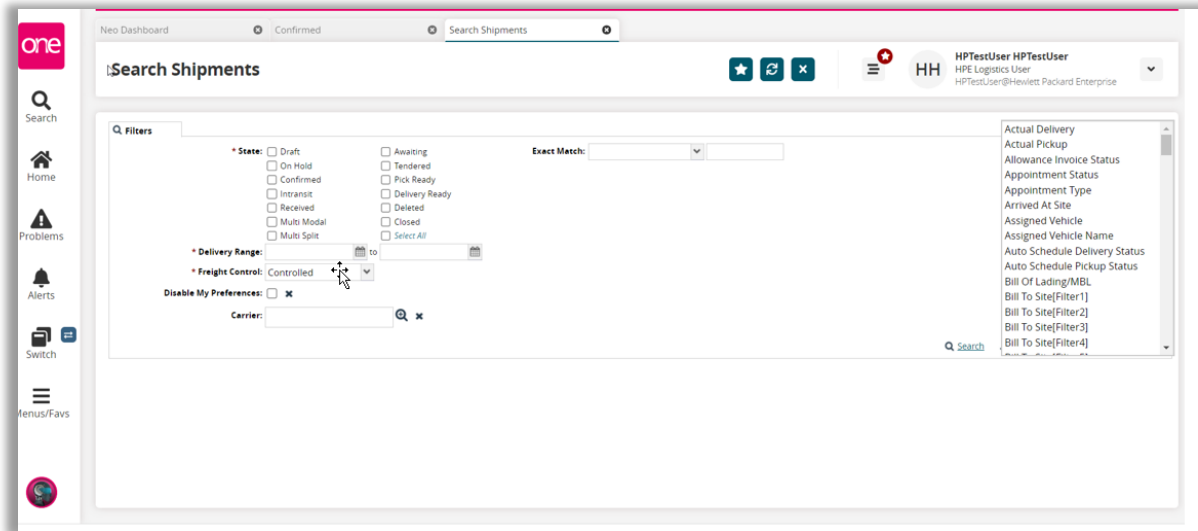 one
Neo Dashboard
Confirmed
Search Shipments
Search Shipments
HH
HPTestUser HPTestUser
HPE Logistics User
HPTestUser@Hewlett Packard Enterprise
Search
Home
Problems
Alerts
Switch
Menus/Favs
Filters
* State:
Draft
Awaiting
On Hold
Tendered
Confirmed
Pick Ready
Intransit
Delivery Ready
Received
Deleted
Multi Modal
Closed
Multi Split
Select All
Exact Match:
* Delivery Range:
to
* Freight Control: Controlled
Disable My Preferences:
Carrier:
Search
Actual Delivery
Actual Pickup
Allowance Invoice Status
Appointment Status
Appointment Type
Arrived At Site
Assigned Vehicle
Assigned Vehicle Name
Auto Schedule Delivery Status
Auto Schedule Pickup Status
Bill Of Lading/MBL
Bill To Site[Filter1]
Bill To Site[Filter2]
Bill To Site[Filter3]
Bill To Site[Filter4]